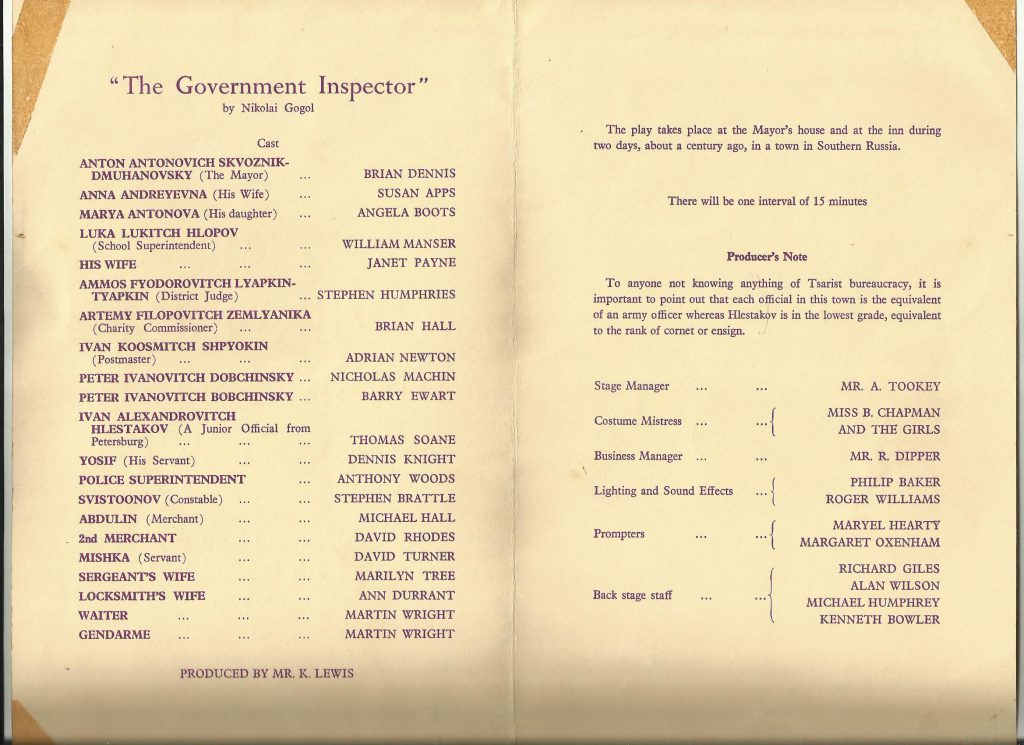 "The Government Inspector"
by Nikolai Gogol
Cast
ANTON ANTONOVICH SKVOZNIK-
DMUHANOVSKY (The Mayor) ... BRIAN DENNIS
ANNA ANDREYEVNA (His Wife) ... SUSAN APPS
MARYA ANTONOVA (His daughter) ... ANGELA BOOTS
LUKA LUKITCH HLOPOV
(School Superintendent) ... ... WILLIAM MANSER
HIS WIFE ... ... ... JANET PAYNE
AMMOS FYODOROVITCH LYAPKIN-
TYAPKIN (District Judge) ... STEPHEN HUMPHRIES
ARTEMY FILOPOVITCH ZEMLYANIKA
(Charity Commissioner) ... ... BRIAN HALL
IVAN KOOSMITCH SHPYOKIN
(Postmaster) ... ... ... ADRIAN NEWTON
PETER IVANOVITCH DOBCHINSKY ... NICHOLAS MACHIN
PETER IVANOVITCH BOBCHINSKY ... BARRY EWART
IVAN ALEXANDROVITCH
HLESTAKOV (A Junior Official from
Petersburg) ... ... ... THOMAS SOANE
YOSIF (His Servant) ... ... DENNIS KNIGHT
POLICE SUPERINTENDENT ... ANTHONY WOODS
SVISTOONOV (Constable) ... ... STEPHEN BRATTLE
ABDULIN (Merchant) ... ... MICHAEL HALL
2nd MERCHANT ... ... DAVID RHODES
MISHKA (Servant) ... ... DAVID TURNER
SERGEANT'S WIFE ... ... MARILYN TREE
LOCKSMITH'S WIFE ... ... ANN DURRANT
WAITER ... ... ... MARTIN WRIGHT
GENDARME ... ... ... MARTIN WRIGHT
PRODUCED BY MR. K. LEWIS
The play takes place at the Mayor's house and at the inn during
two days, about a century ago, in a town in Southern Russia.
There will be one interval of 15 minutes
Producer's Note
To anyone not knowing anything of Tsarist bureaucracy, it is
important to point out that each official in this town is the equivalent
of an army officer whereas Hlestakov is in the lowest grade, equivalent
to the rank of cornet or ensign.
Stage Manager ... ... MR. A. TOOKEY
Costume Mistress ... ... MISS B. CHAPMAN
AND THE GIRLS
Business Manager ... ... MR. R. DIPPER
Lighting and Sound Effects ... PHILIP BAKER
ROGER WILLIAMS
Prompters ... ... MARYEL HEARTY
MARGARET OXENHAM
Back stage staff ... ... RICHARD GILES
ALAN WILSON
MICHAEL HUMPHREY
KENNETH BOWLER